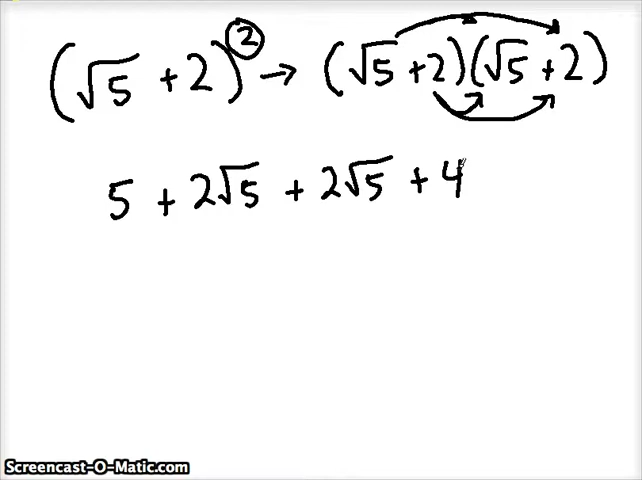 (√5 + 2)² → (√5 + 2)(√5 + 2)
5 + 2√5 + 2√5 + 4
Screencast-O-Matic.com